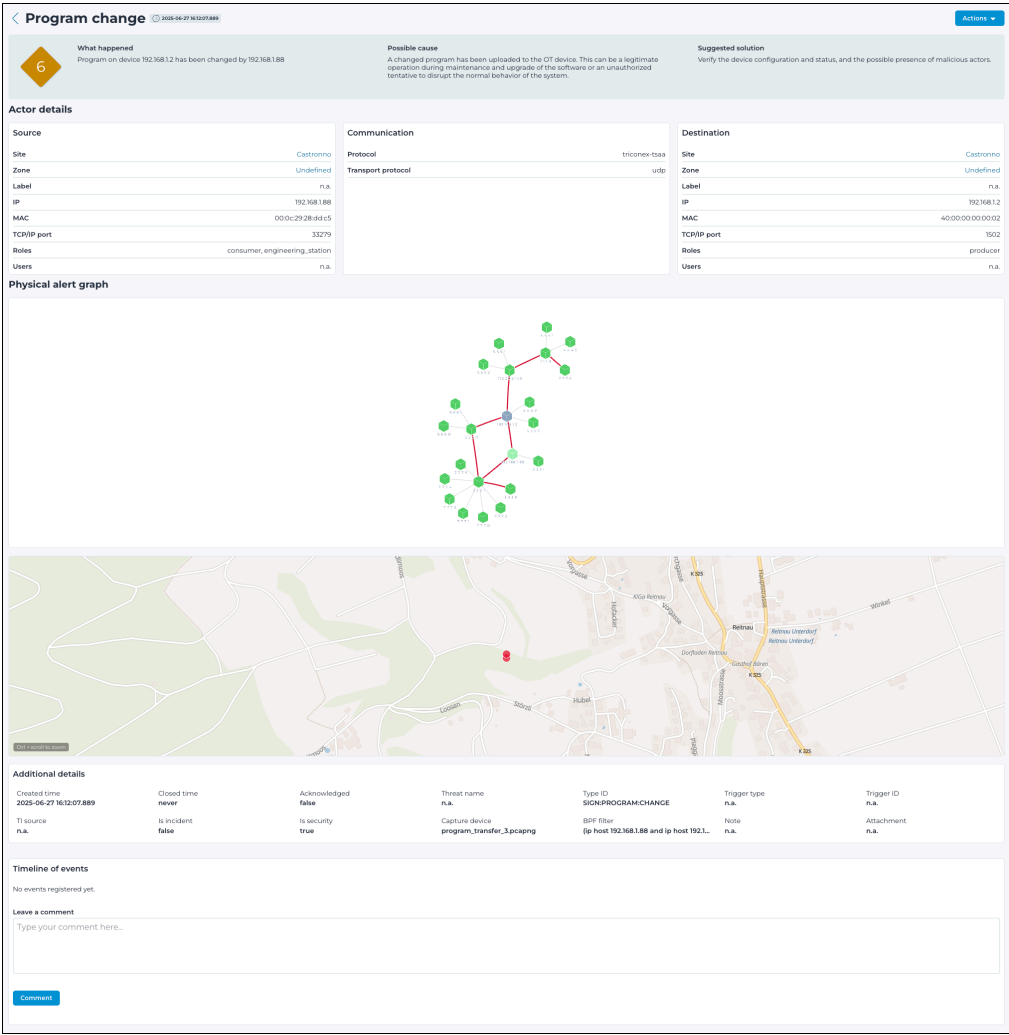 Program change 2025-06-27 16:12:07.889
Actions
6
What happened
Program on device 192.168.1.2 has been changed by 192.168.1.88
Possible cause
A changed program has been uploaded to the OT device. This can be a legitimate
operation during maintenance and upgrade of the software or an unauthorized
tentative to disrupt the normal behavior of the system.
Suggested solution
Verify the device configuration and status, and the possible presence of malicious actors.
Actor details
Source
Site Castronno
Zone Undefined
Label n.a.
IP 192.168.1.88
MAC 00:0c:29:28:dd:c5
TCP/IP port 33279
Roles consumer, engineering_station
Users n.a.
Communication
Protocol triconex-tsaa
Transport protocol udp
Destination
Site Castronno
Zone Undefined
Label n.a.
IP 192.168.1.2
MAC 40:00:00:00:00:02
TCP/IP port 1502
Roles producer
Users n.a.
Physical alert graph
Vorgasse
K 325
Hauptstrasse
KiGa Reitnau
Vorgasse
Hofacker
Winkel
Reitnau
Reitnau Unterdorf
Reitnau Unterdorf
Dorfladen Reitnau
Gasthof Bären
K 325
Moosstrasse
Hubel
Störzli
Loosan
K 325
Ctrl + scroll to zoom
Additional details
Created time
2025-06-27 16:12:07.889
Closed time
never
Acknowledged
false
Threat name
n.a.
Type ID
SIGN:PROGRAM:CHANGE
Trigger type
n.a.
Trigger ID
n.a.
TI source
n.a.
Is incident
false
Is security
true
Capture device
program_transfer_3.pcapng
BPF filter
(ip host 192.168.1.88 and ip host 192.1...
Note
n.a.
Attachment
n.a.
Timeline of events
No events registered yet.
Leave a comment
Type your comment here...
Comment